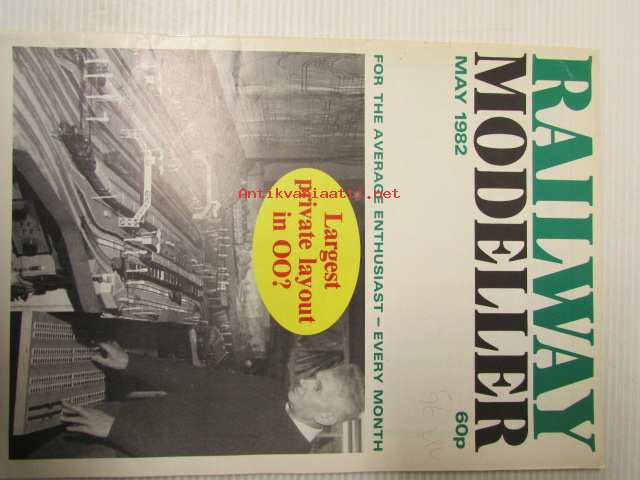 RAILWAY
MODELLER
MAY 1982 60p
FOR THE AVERAGE ENTHUSIAST – EVERY MONTH
Largest
private layout
in OO?
Antikvariaatti.net